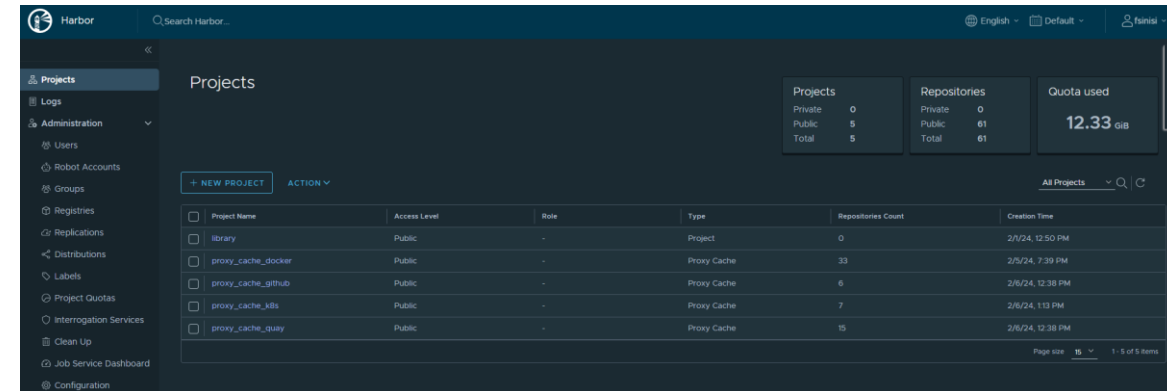 Harbor
Search Harbor...
English
Default
fsinisi
«
Projects
Logs
Administration
Users
Robot Accounts
Groups
Registries
Replications
Distributions
Labels
Project Quotas
Interrogation Services
Clean Up
Job Service Dashboard
Configuration
Projects
Projects
Private 0
Public 5
Total 5
Repositories
Private 0
Public 61
Total 61
Quota used
12.33 GiB
+ NEW PROJECT ACTION
All Projects
Project Name Access Level Role Type Repositories Count Creation Time
library Public - Project 0 2/1/24, 12:50 PM
proxy_cache_docker Public - Proxy Cache 33 2/5/24, 7:39 PM
proxy_cache_github Public - Proxy Cache 6 2/6/24, 12:38 PM
proxy_cache_k8s Public - Proxy Cache 7 2/6/24, 1:13 PM
proxy_cache_quay Public - Proxy Cache 15 2/6/24, 12:38 PM
Page size 15 1 - 5 of 5 items